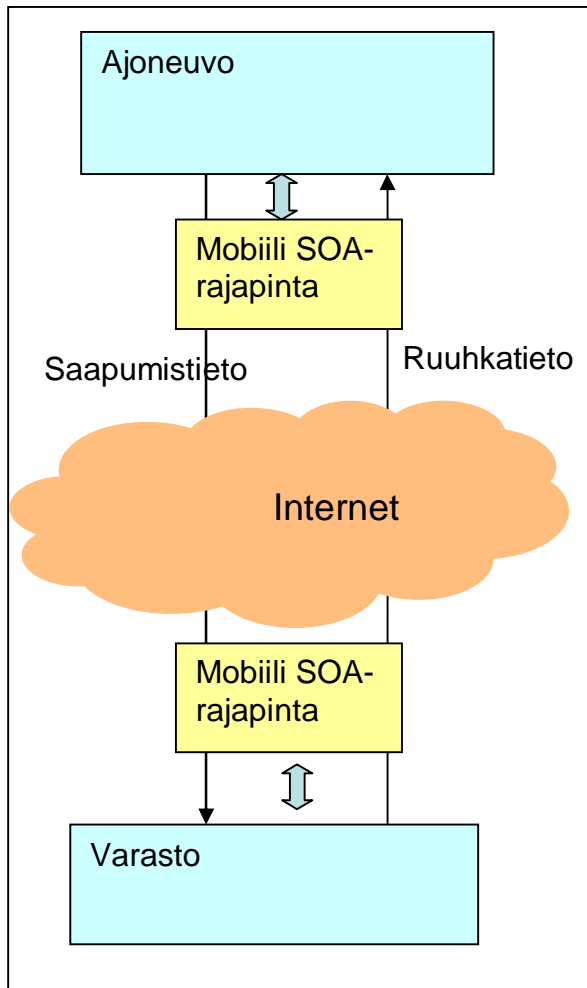 Ajoneuvo
Mobiili SOA-
rajapinta
Saapumistieto
Ruuhkatieto
Internet
Mobiili SOA-
rajapinta
Varasto